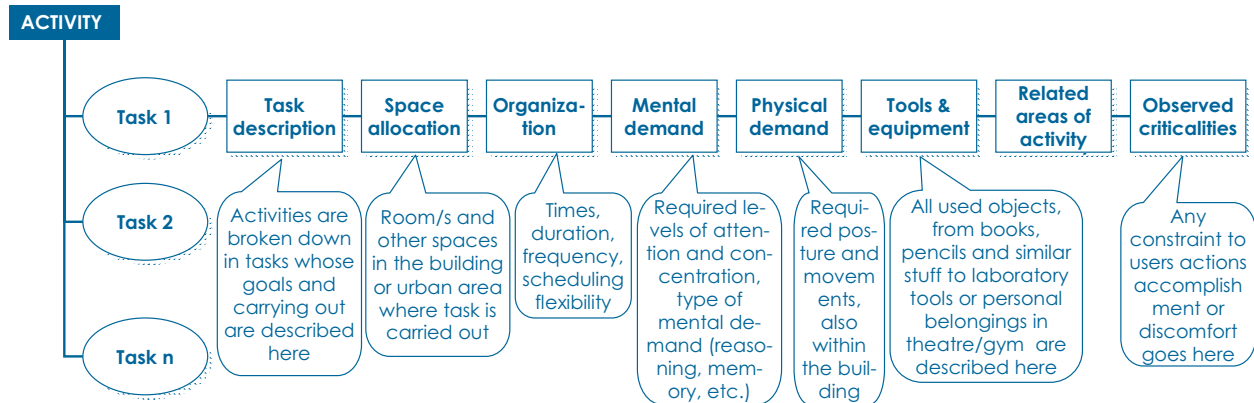 ACTIVITY
Task 1
Task
description
Space
allocation
Organiza-
tion
Mental
demand
Physical
demand
Tools &
equipment
Related
areas of
activity
Observed
criticalities
Task 2
Task n
Activities are
broken down
in tasks whose
goals and
carrying out
are described
here
Room/s and
other spaces
in the building
or urban area
where task is
carried out
Times,
duration,
frequency,
scheduling
flexibility
Required le-
vels of atten-
tion and con-
centration,
type of
mental de-
mand (reaso-
ning, mem-
ory, etc.)
Requi-
red pos-
ture and
movem
ents,
also
within
the buil-
ding
All used objects,
from books,
pencils and similar
stuff to laboratory
tools or personal
belongings in
theatre/gym are
described here
Any
constraint to
users actions
accomplish
ment or
discomfort
goes here